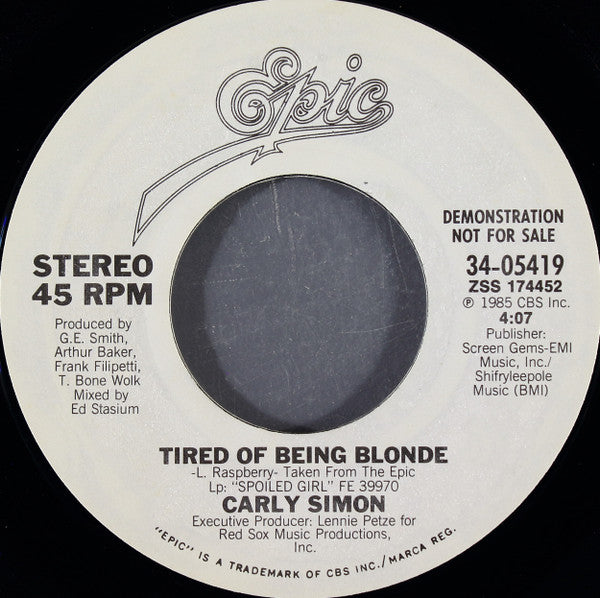 Epic
STEREO
45 RPM
Produced by
G.E. Smith,
Arthur Baker,
Frank Filipetti,
T. Bone Wolk
Mixed by
Ed Stasium
DEMONSTRATION
NOT FOR SALE
34-05419
ZSS 174452
℗ 1985 CBS Inc.
4:07
Publisher:
Screen Gems-EMI
Music, Inc./
Shifryleepole
Music (BMI)
TIRED OF BEING BLONDE
-L. Raspberry- Taken From The Epic
Lp: "SPOILED GIRL" FE 39970
CARLY SIMON
Executive Producer: Lennie Petze for
Red Sox Music Productions,
Inc.
"EPIC" IS A TRADEMARK OF CBS INC./MARCA REG.